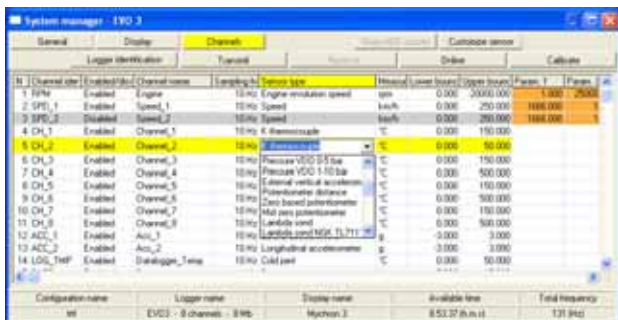 System manager - EVO 3
General Display Channels Customize sensor
Logger identification Transmit Online Calibrate
N Channel iden Enabled/dis Channel name Sampling fr Sensor type Measur Lower bound Upper bound Param. 1 Param.
1 RPM Enabled Engine 10 Hz Engine revolution speed rpm 0.000 20000.000 1.000
2 SPD_1 Enabled Speed_1 10 Hz Speed km/h 0.000 250.000 1666.000 1
3 SPD_2 Disabled Speed_2 10 Hz Speed km/h 0.000 250.000 1666.000 1
4 CH_1 Enabled Channel_1 10 Hz K thermocouple °C 0.000 150.000
5 CH_2 Enabled Channel_2 10 Hz K thermocouple °C 0.000 50.000
6 CH_3 Enabled Channel_3 10 Hz Pressure VDO 0-5 bar °C 0.000 150.000
7 CH_4 Enabled Channel_4 10 Hz Pressure VDO 1-10 bar °C 0.000 500.000
8 CH_5 Enabled Channel_5 10 Hz External vertical accelerom °C 0.000 150.000
Potentiometer distance
9 CH_6 Enabled Channel_6 10 Hz Zero based potentiometer °C 0.000 500.000
10 CH_7 Enabled Channel_7 10 Hz Mid zero potentiometer °C 0.000 150.000
11 CH_8 Enabled Channel_8 10 Hz Lambda sond °C 0.000 500.000
12 ACC_1 Enabled Acc_1 10 Hz Lambda sond NGK TL711 g -3.000 3.000
13 ACC_2 Enabled Acc_2 10 Hz Longitudinal accelerometer g -3.000 3.000
14 LOG_TMP Enabled Datalogger_Temp 10 Hz Cold joint °C 0.000 50.000
Configuration name Logger name Display name Available time Total frequency
EVO3 - 8 channels - 8 Mb Mychron 3 8.53.37 (h.m.s) 131 (Hz)